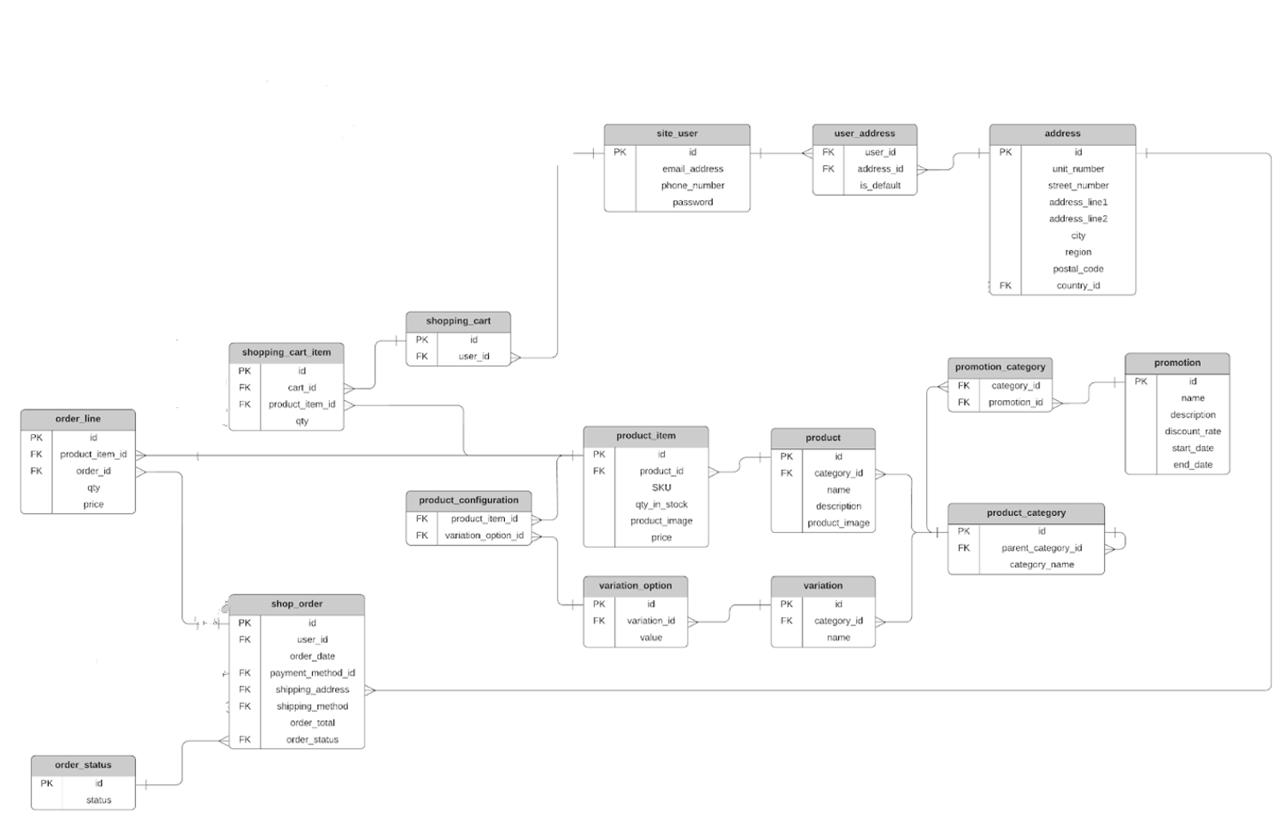 site_user
PK id
email_address
phone_number
password
user_address
FK user_id
FK address_id
is_default
address
PK id
unit_number
street_number
address_line1
address_line2
city
region
postal_code
FK country_id
shopping_cart
PK id
FK user_id
shopping_cart_item
PK id
FK cart_id
FK product_item_id
qty
promotion_category
FK category_id
FK promotion_id
promotion
PK id
name
description
discount_rate
start_date
end_date
order_line
PK id
FK product_item_id
FK order_id
qty
price
product_item
PK id
FK product_id
SKU
qty_in_stock
product_image
price
product
PK id
FK category_id
name
description
product_image
product_configuration
FK product_item_id
FK variation_option_id
product_category
PK id
FK parent_category_id
category_name
variation_option
PK id
FK variation_id
value
variation
PK id
FK category_id
name
shop_order
PK id
FK user_id
order_date
FK payment_method_id
FK shipping_address
FK shipping_method
order_total
FK order_status
order_status
PK id
status